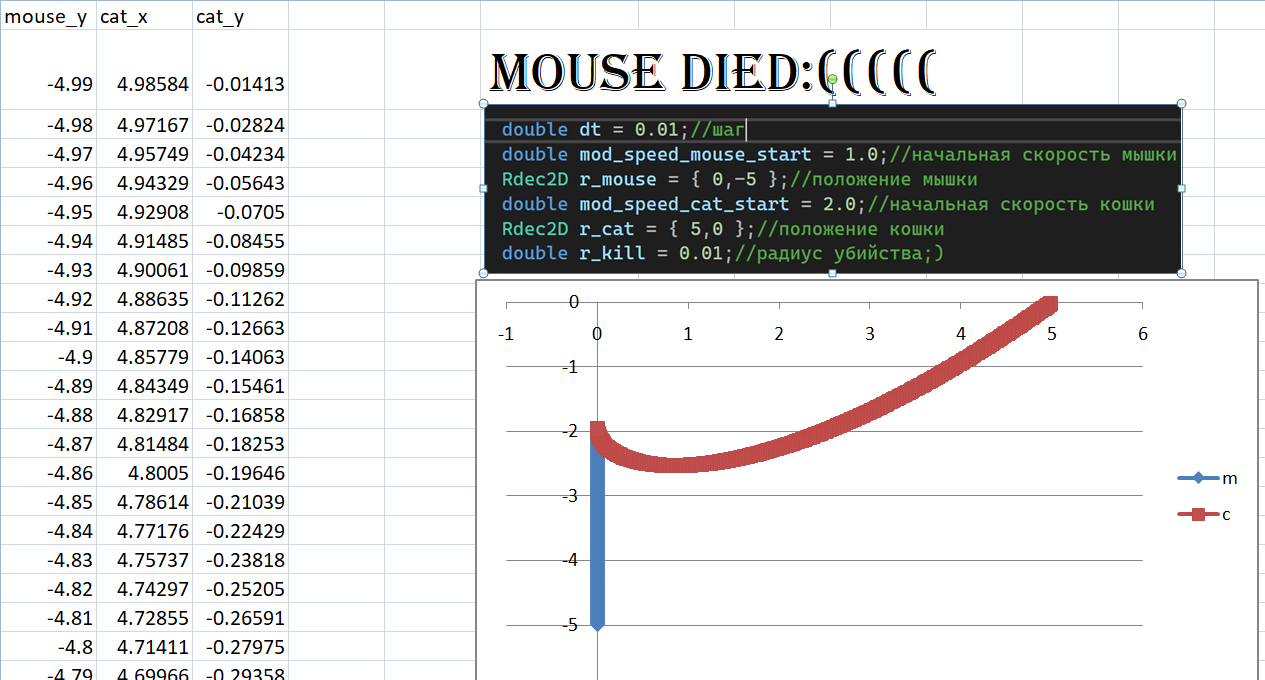 mouse_y cat_x cat_y
MOUSE DIED:(((((
-4.99 4.98584 -0.01413
double dt = 0.01;//шаг
-4.98 4.97167 -0.02824
double mod_speed_mouse_start = 1.0;//начальная скорость мышки
-4.97 4.95749 -0.04234
Rdec2D r_mouse = { 0,-5 };//положение мышки
-4.96 4.94329 -0.05643
double mod_speed_cat_start = 2.0;//начальная скорость кошки
-4.95 4.92908 -0.0705
Rdec2D r_cat = { 5,0 };//положение кошки
-4.94 4.91485 -0.08455
double r_kill = 0.01;//радиус убийства;)
-4.93 4.90061 -0.09859
-4.92 4.88635 -0.11262
-4.91 4.87208 -0.12663
-4.9 4.85779 -0.14063
-4.89 4.84349 -0.15461
-4.88 4.82917 -0.16858
-4.87 4.81484 -0.18253
-4.86 4.8005 -0.19646
-4.85 4.78614 -0.21039
-4.84 4.77176 -0.22429
-4.83 4.75737 -0.23818
-4.82 4.74297 -0.25205
-4.81 4.72855 -0.26591
-4.8 4.71411 -0.27975
-4.79 4.69966 -0.29358
0
-1 0 1 2 3 4 5 6
-1
-2
-3
-4
-5
m
c